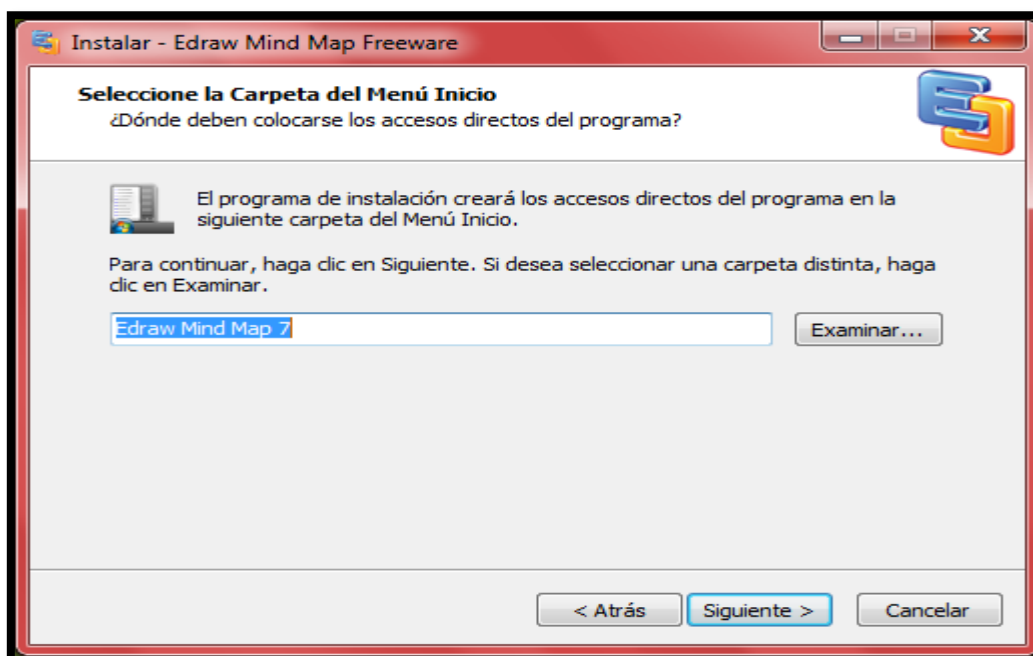 Instalar - Edraw Mind Map Freeware
Seleccione la Carpeta del Menú Inicio
¿Dónde deben colocarse los accesos directos del programa?
El programa de instalación creará los accesos directos del programa en la
siguiente carpeta del Menú Inicio.
Para continuar, haga clic en Siguiente. Si desea seleccionar una carpeta distinta, haga
clic en Examinar.
Edraw Mind Map 7
Examinar...
< Atrás
Siguiente >
Cancelar